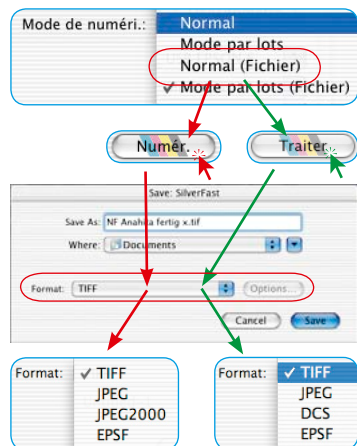 Mode de numéri.: Normal
Mode par lots
Normal (Fichier)
✓ Mode par lots (Fichier)
Numér. Traiter
Save: SilverFast
Save As: NF Anahita fertig x.tif
Where: Documents
Format: TIFF Options...
Cancel Save
Format: ✓ TIFF
JPEG
JPEG2000
EPSF
Format: ✓ TIFF
JPEG
DCS
EPSF